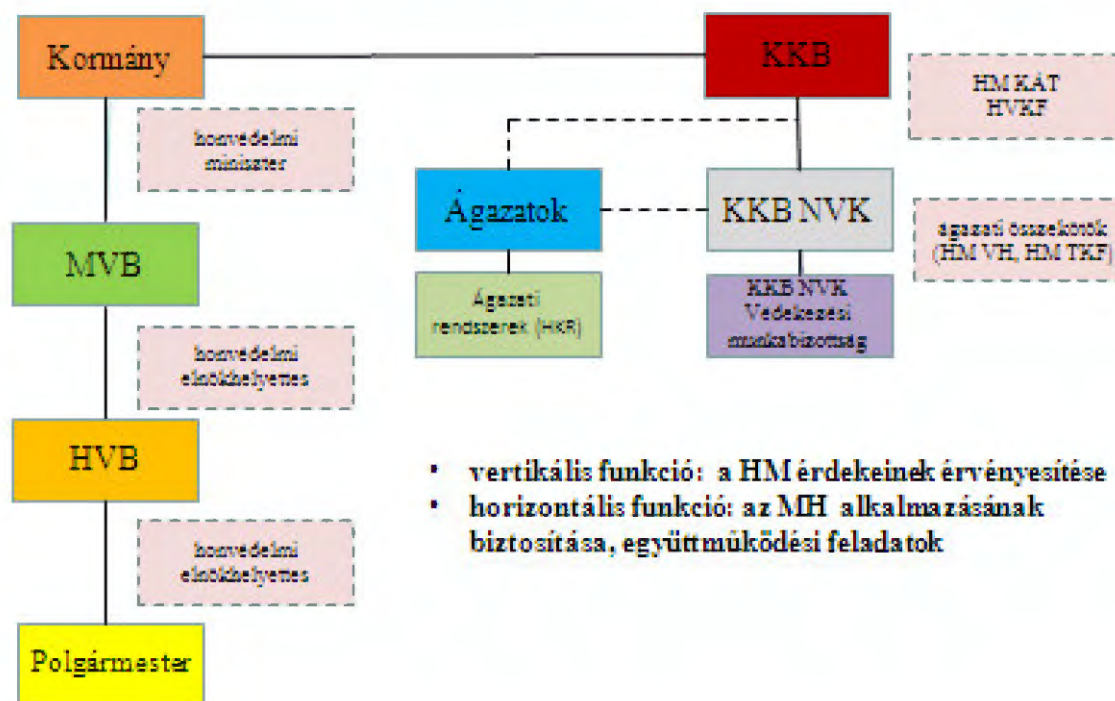 Kormány
KKB
HM KÁT
HVKF
honvédelmi
miniszter
Ágazatok
KKB NVK
ágazati összekötők
(HM VH, HM TKF)
MVB
Ágazati
rendszerek (HKR)
KKB NVK
Védekezési
munkabizottság
honvédelmi
elnökhelyettes
HVB
• vertikális funkció: a HM érdekeinek érvényesítése
• horizontális funkció: az MH alkalmazásának
biztosítása, együttműködési feladatok
honvédelmi
elnökhelyettes
Polgármester